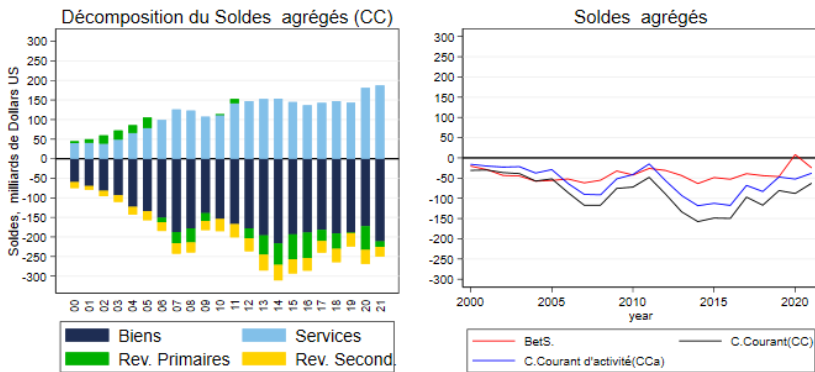 Décomposition du Soldes agrégés (CC)
Soldes, milliards de Dollars US
300
250
200
150
100
50
0
-50
-100
-150
-200
-250
-300
00 01 02 03 04 05 06 07 08 09 10 11 12 13 14 15 16 17 18 19 20 21
Biens Services
Rev. Primaires Rev. Second.
Soldes agrégés
300
250
200
150
100
50
0
-50
-100
-150
-200
-250
-300
2000 2005 2010 2015 2020
year
BetS. C.Courant(CC)
C.Courant d'activité(CCa)